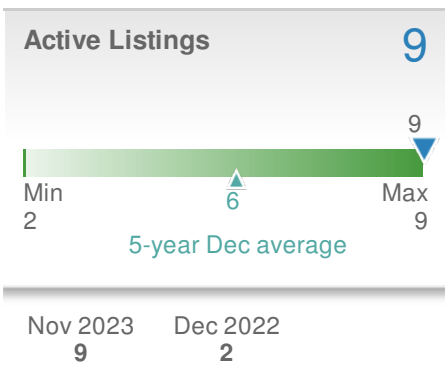 Active Listings 9
9
Min Max
2 6 9
5-year Dec average
Nov 2023 Dec 2022
9 2